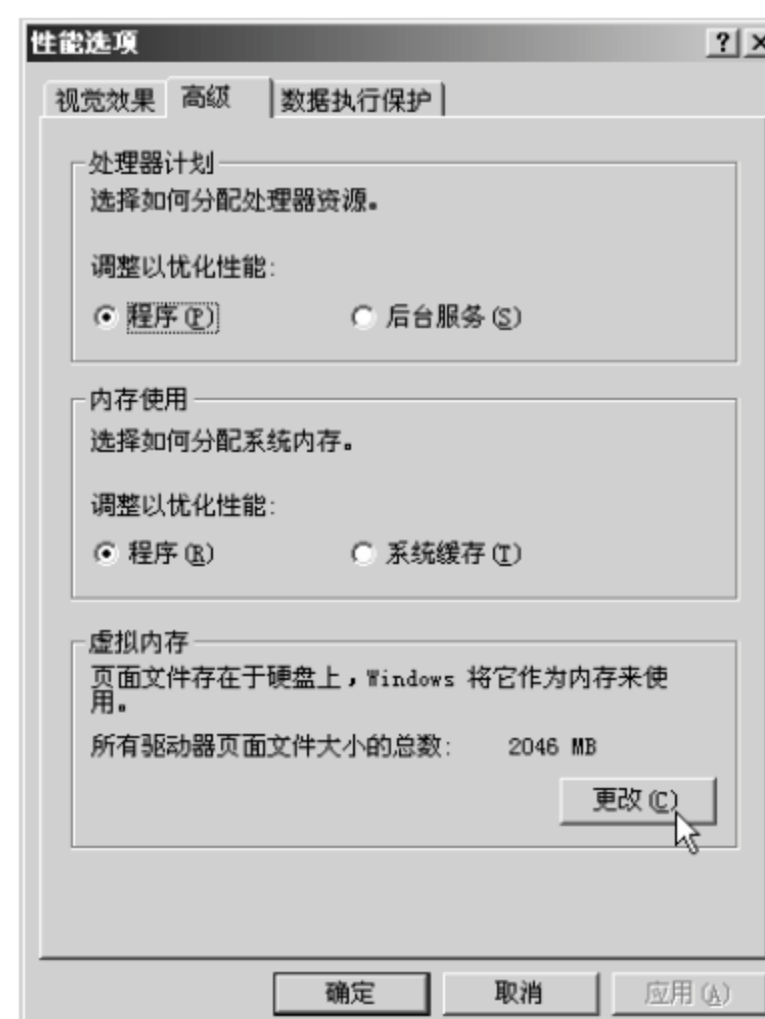 性能选项
视觉效果 高级 数据执行保护
处理器计划
选择如何分配处理器资源。
调整以优化性能:
程序(P) 后台服务(S)
内存使用
选择如何分配系统内存。
调整以优化性能:
程序(R) 系统缓存(T)
虚拟内存
页面文件存在于硬盘上，Windows 将它作为内存来使
用。
所有驱动器页面文件大小的总数: 2046 MB
更改(C)
确定 取消 应用(A)